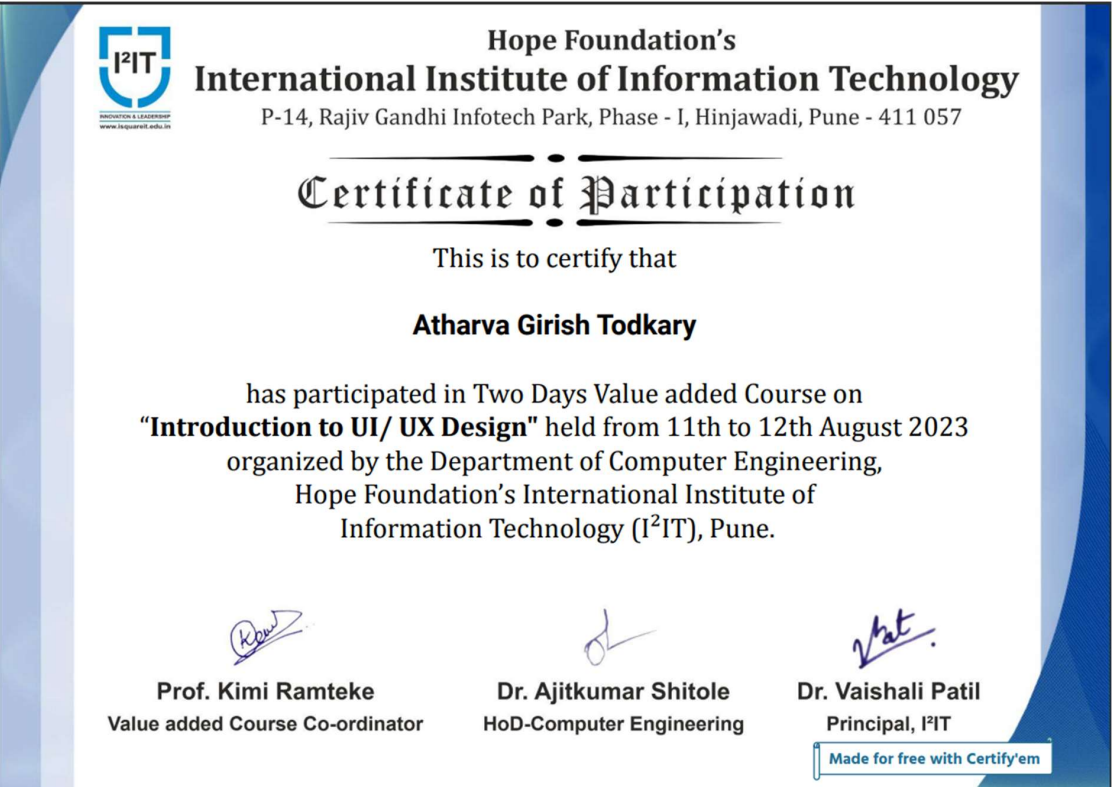 I²IT
INNOVATION & LEADERSHIP
www.isquareit.edu.in
Hope Foundation’s
International Institute of Information Technology
P-14, Rajiv Gandhi Infotech Park, Phase - I, Hinjawadi, Pune - 411 057
Certificate of Participation
This is to certify that
Atharva Girish Todkary
has participated in Two Days Value added Course on
“Introduction to UI/ UX Design" held from 11th to 12th August 2023
organized by the Department of Computer Engineering,
Hope Foundation’s International Institute of
Information Technology (I²IT), Pune.
Prof. Kimi Ramteke
Value added Course Co-ordinator
Dr. Ajitkumar Shitole
HoD-Computer Engineering
Dr. Vaishali Patil
Principal, I²IT
Made for free with Certify'em